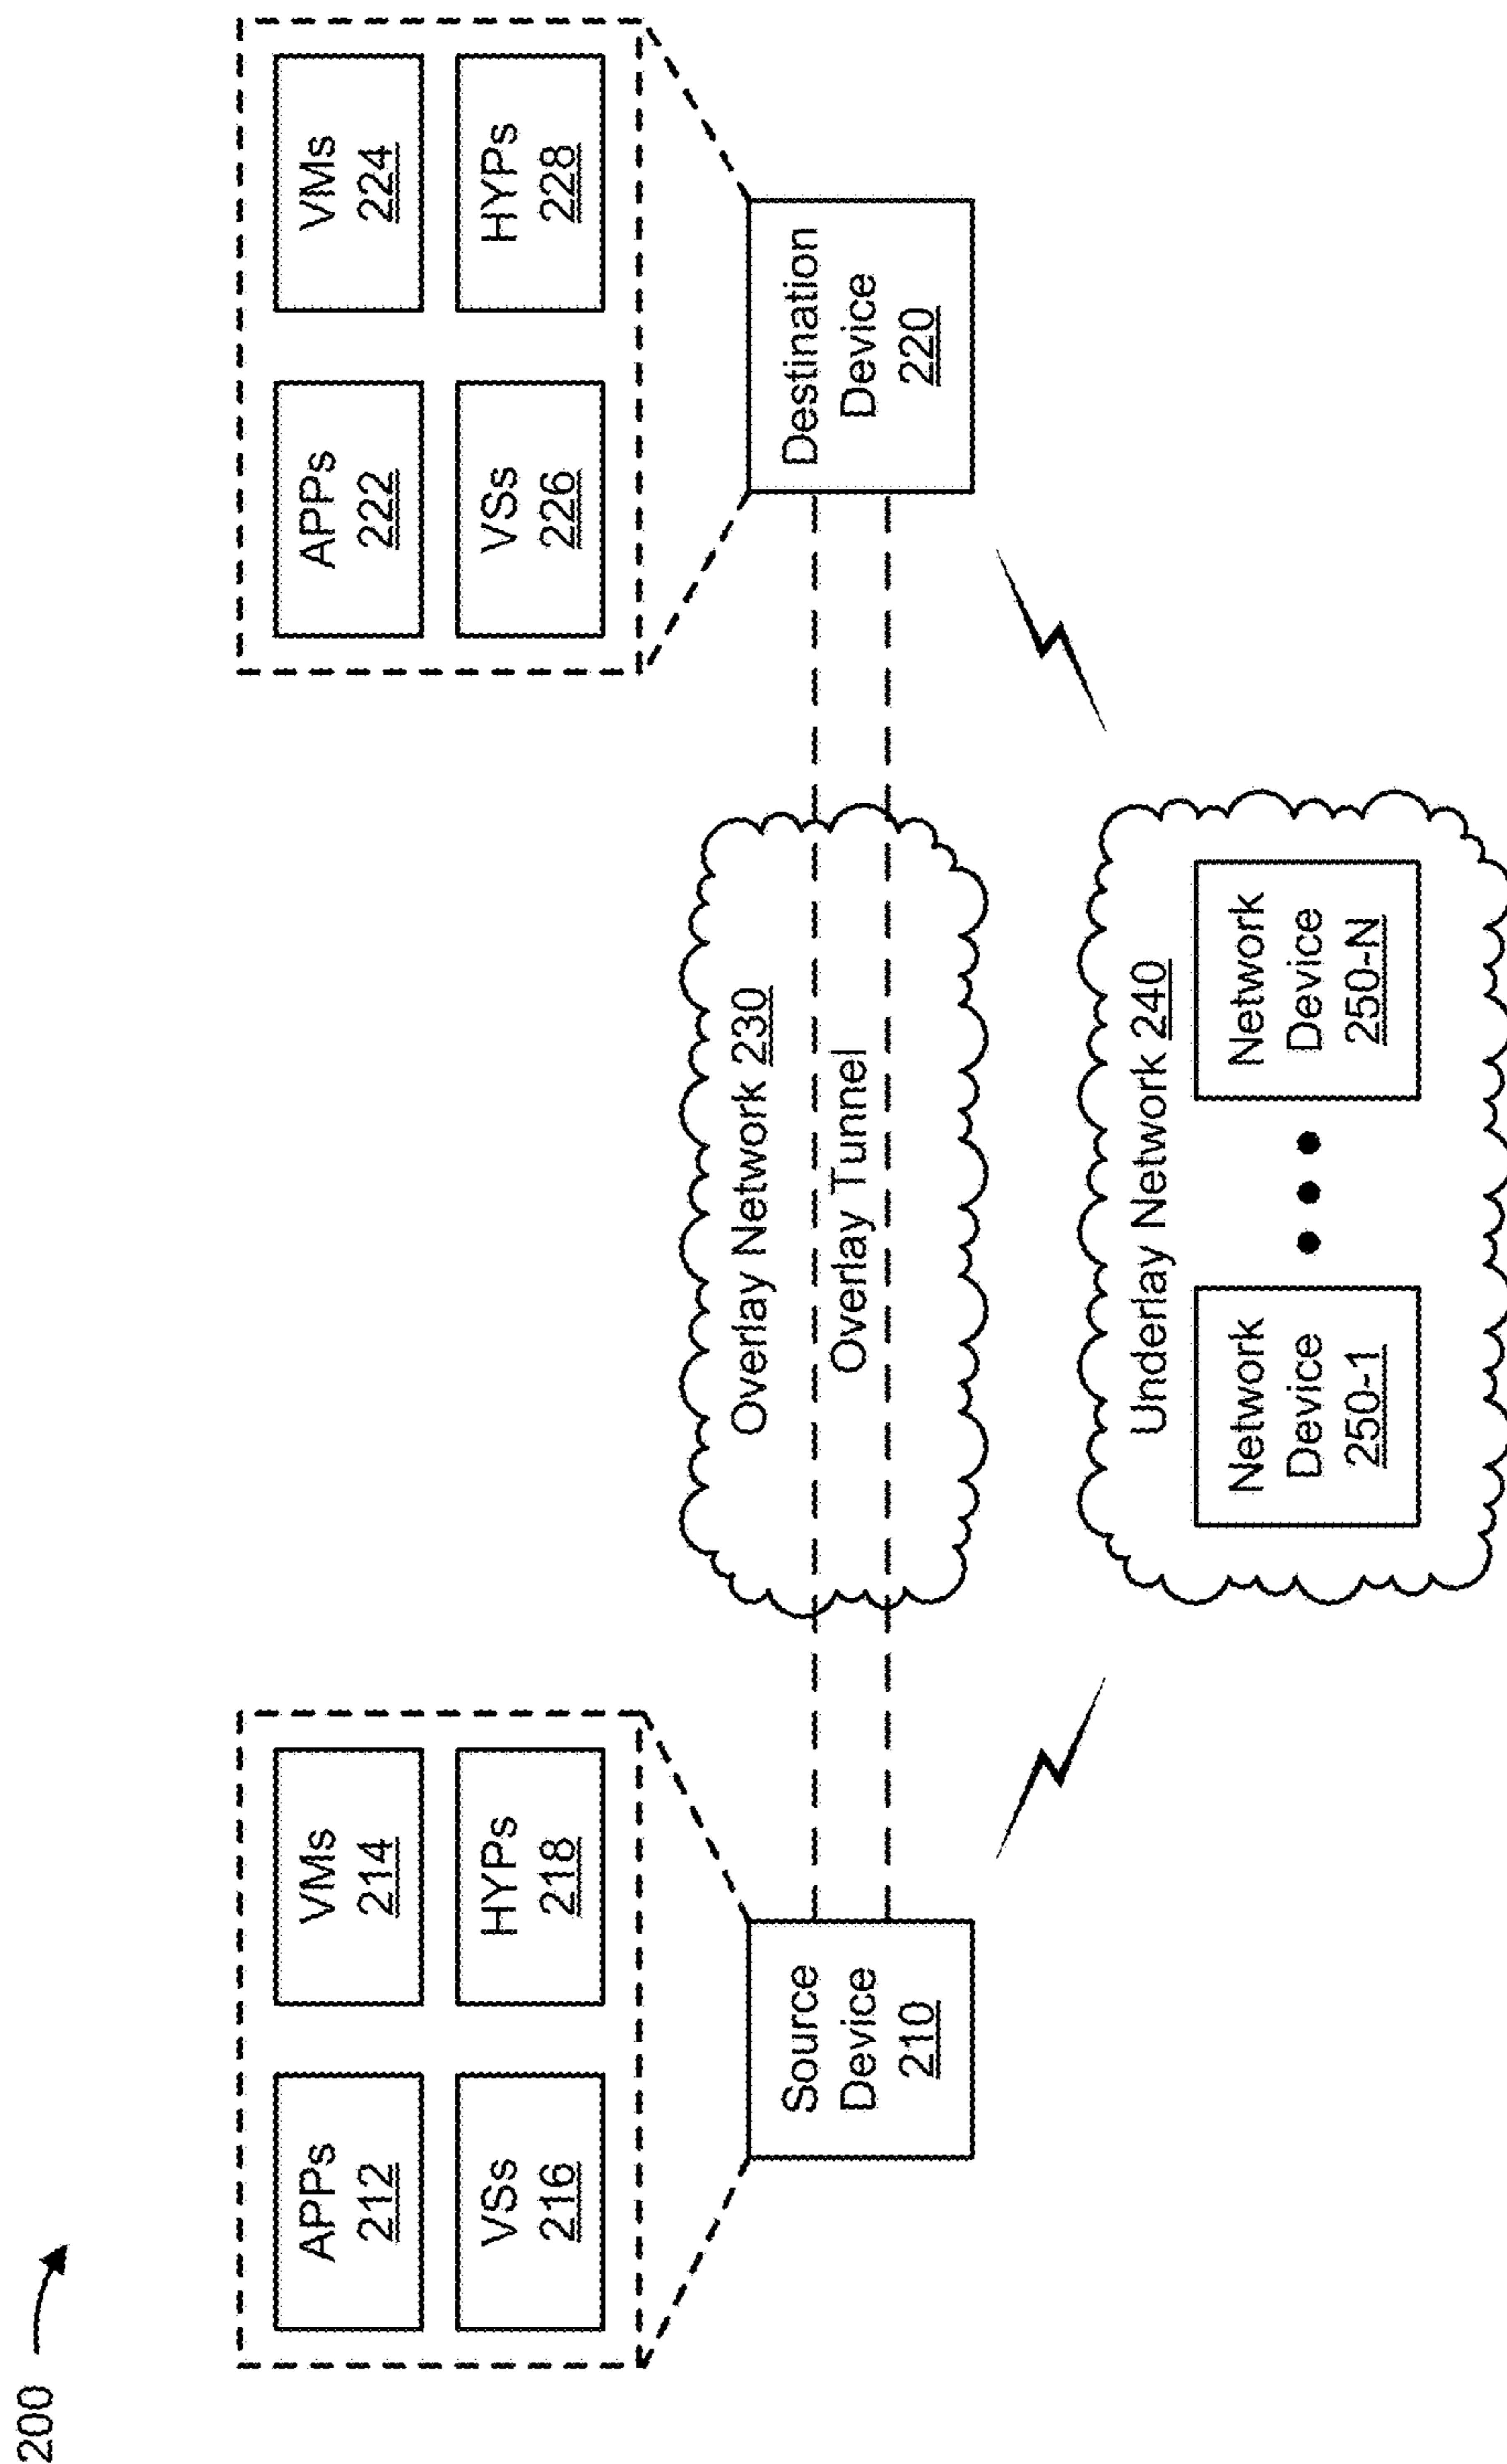 200
APPs
212
VMs
214
VSs
216
HYPs
218
APPs
222
VMs
224
VSs
226
HYPs
228
Source
Device
210
Overlay Network 230
Overlay Tunnel
Destination
Device
220
Underlay Network 240
Network
Device
250-1
Network
Device
250-N